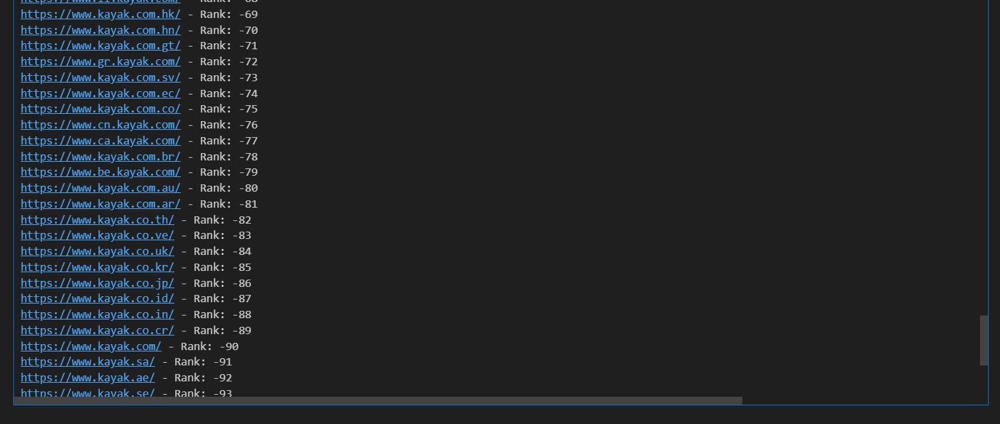 https://www.kayak.com.hk/ - Rank: -69
https://www.kayak.com.hn/ - Rank: -70
https://www.kayak.com.gt/ - Rank: -71
https://www.gr.kayak.com/ - Rank: -72
https://www.kayak.com.sv/ - Rank: -73
https://www.kayak.com.ec/ - Rank: -74
https://www.kayak.com.co/ - Rank: -75
https://www.cn.kayak.com/ - Rank: -76
https://www.ca.kayak.com/ - Rank: -77
https://www.kayak.com.br/ - Rank: -78
https://www.be.kayak.com/ - Rank: -79
https://www.kayak.com.au/ - Rank: -80
https://www.kayak.com.ar/ - Rank: -81
https://www.kayak.co.th/ - Rank: -82
https://www.kayak.co.ve/ - Rank: -83
https://www.kayak.co.uk/ - Rank: -84
https://www.kayak.co.kr/ - Rank: -85
https://www.kayak.co.jp/ - Rank: -86
https://www.kayak.co.id/ - Rank: -87
https://www.kayak.co.in/ - Rank: -88
https://www.kayak.co.cr/ - Rank: -89
https://www.kayak.com/ - Rank: -90
https://www.kayak.sa/ - Rank: -91
https://www.kayak.ae/ - Rank: -92
https://www.kayak.se/ - Rank: -93